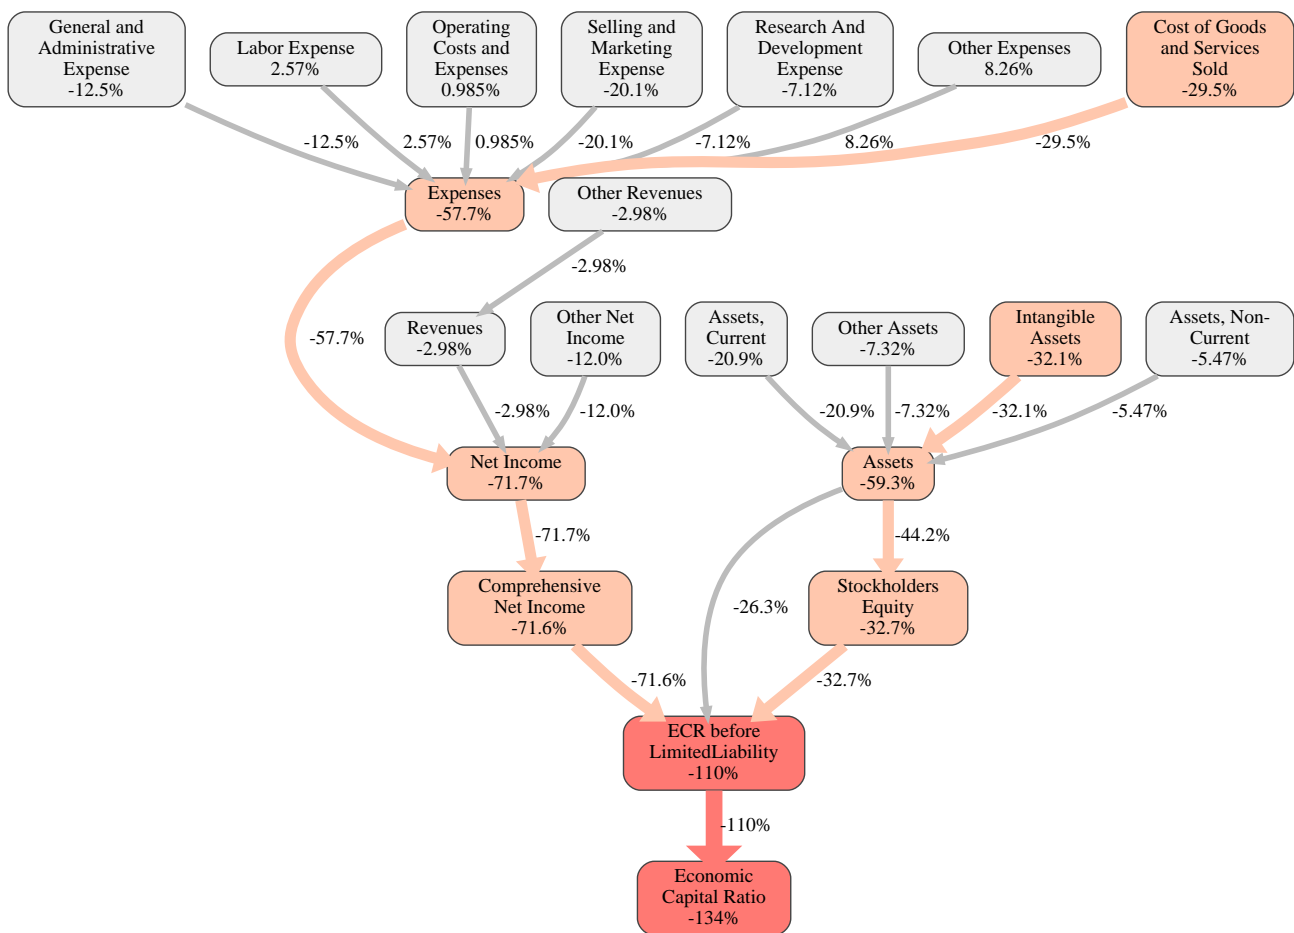 General and
Administrative
Expense
-12.5%
Labor Expense
2.57%
Operating
Costs and
Expenses
0.985%
Selling and
Marketing
Expense
-20.1%
Research And
Development
Expense
-7.12%
Other Expenses
8.26%
Cost of Goods
and Services
Sold
-29.5%
-12.5%
2.57%
0.985%
-20.1%
-7.12%
8.26%
-29.5%
Expenses
-57.7%
Other Revenues
-2.98%
-2.98%
-57.7%
Revenues
-2.98%
Other Net
Income
-12.0%
Assets,
Current
-20.9%
Other Assets
-7.32%
Intangible
Assets
-32.1%
Assets, Non-
Current
-5.47%
-2.98%
-12.0%
-20.9%
-7.32%
-32.1%
-5.47%
Net Income
-71.7%
Assets
-59.3%
-71.7%
-44.2%
Comprehensive
Net Income
-71.6%
-26.3%
Stockholders
Equity
-32.7%
-71.6%
-32.7%
ECR before
LimitedLiability
-110%
-110%
Economic
Capital Ratio
-134%